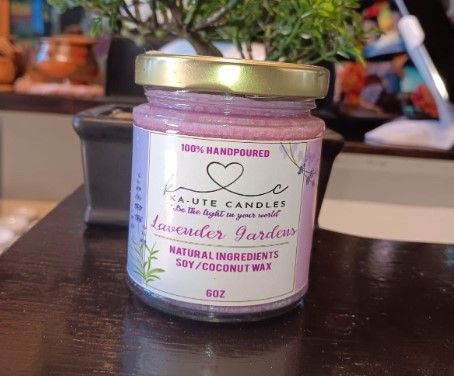 100% HANDPOURED
k c
KA-UTE CANDLES
"Be the light in your world"
Lavender Gardens
NATURAL INGREDIENTS
SOY/COCONUT WAX
6OZ